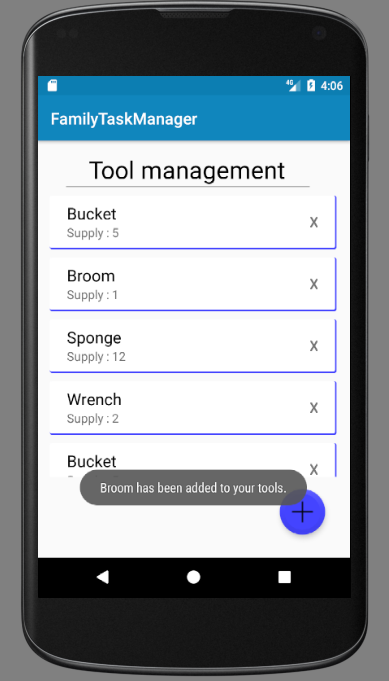 4G 4:06
FamilyTaskManager
Tool management
Bucket
Supply : 5
X
Broom
Supply : 1
X
Sponge
Supply : 12
X
Wrench
Supply : 2
X
Bucket
X
Broom has been added to your tools.